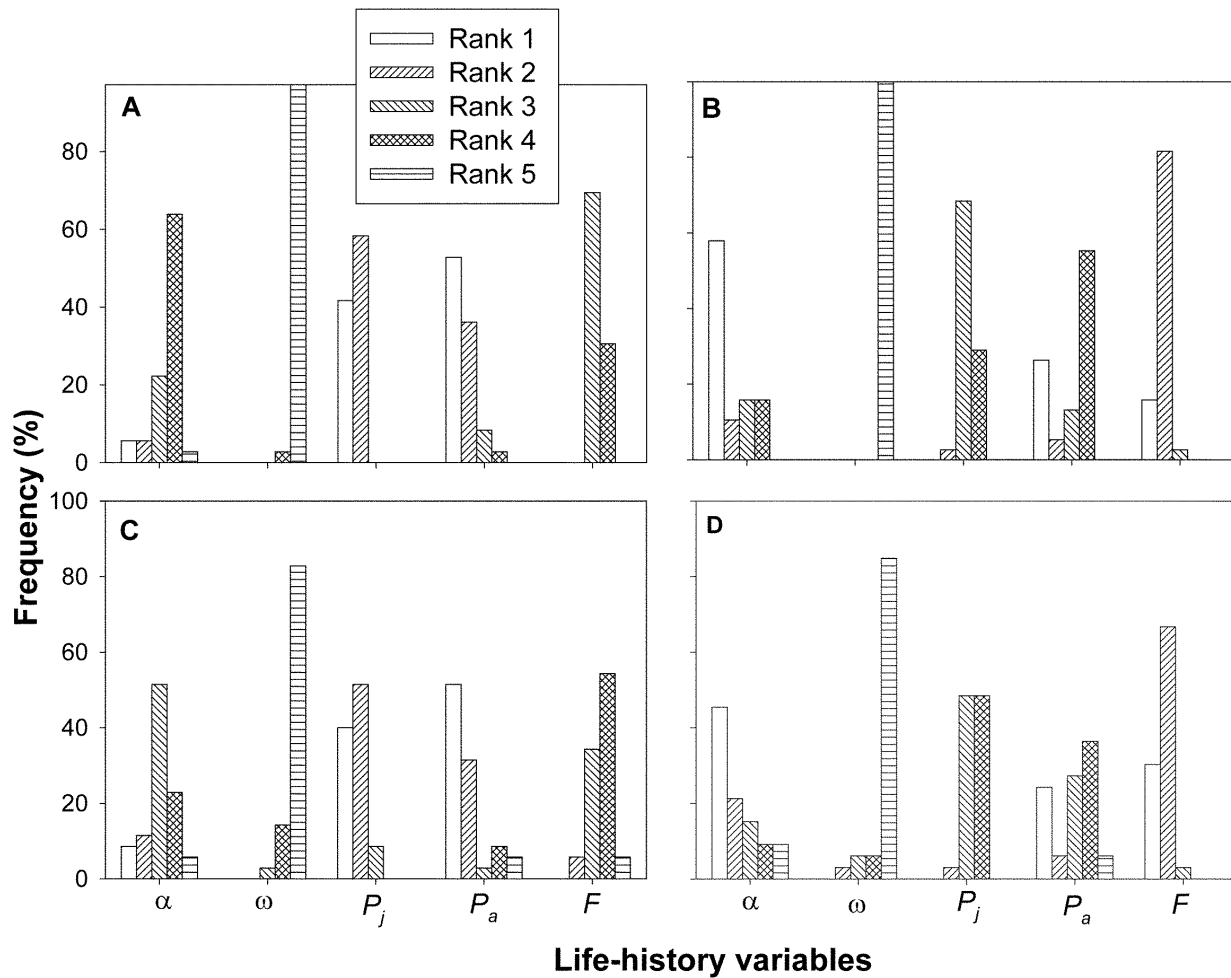 Rank 1
Rank 2
Rank 3
Rank 4
Rank 5
A
B
80
60
40
20
0
100
80
60
40
20
0
C
D
Frequency (%)
α ω Pj Pa F
α ω Pj Pa F
Life-history variables